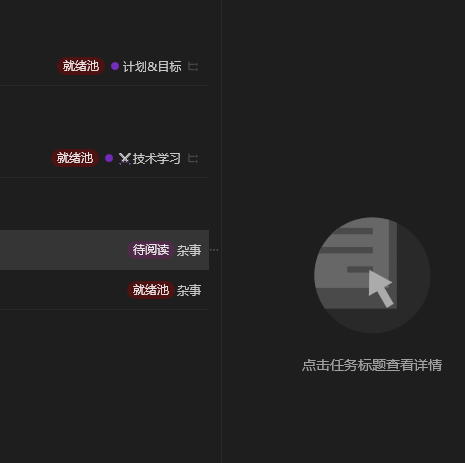 就绪池 计划&目标
就绪池 技术学习
待阅读 杂事
就绪池 杂事
点击任务标题查看详情